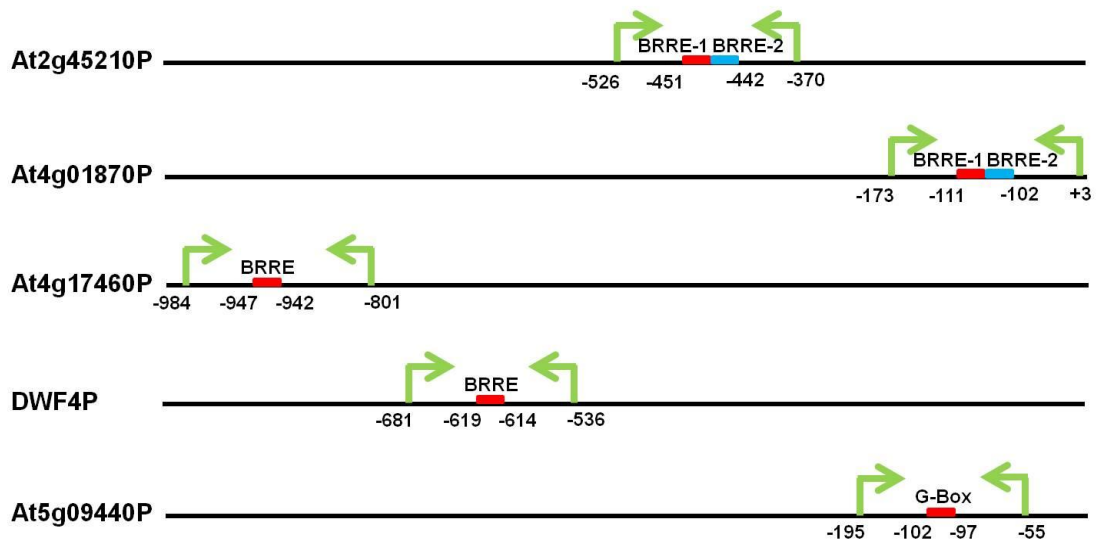 BRRE-1 BRRE-2
At2g45210P
-526 -451 -442 -370
BRRE-1 BRRE-2
At4g01870P
-173 -111 -102 +3
BRRE
At4g17460P
-984 -947 -942 -801
BRRE
DWF4P
-681 -619 -614 -536
G-Box
At5g09440P
-195 -102 -97 -55